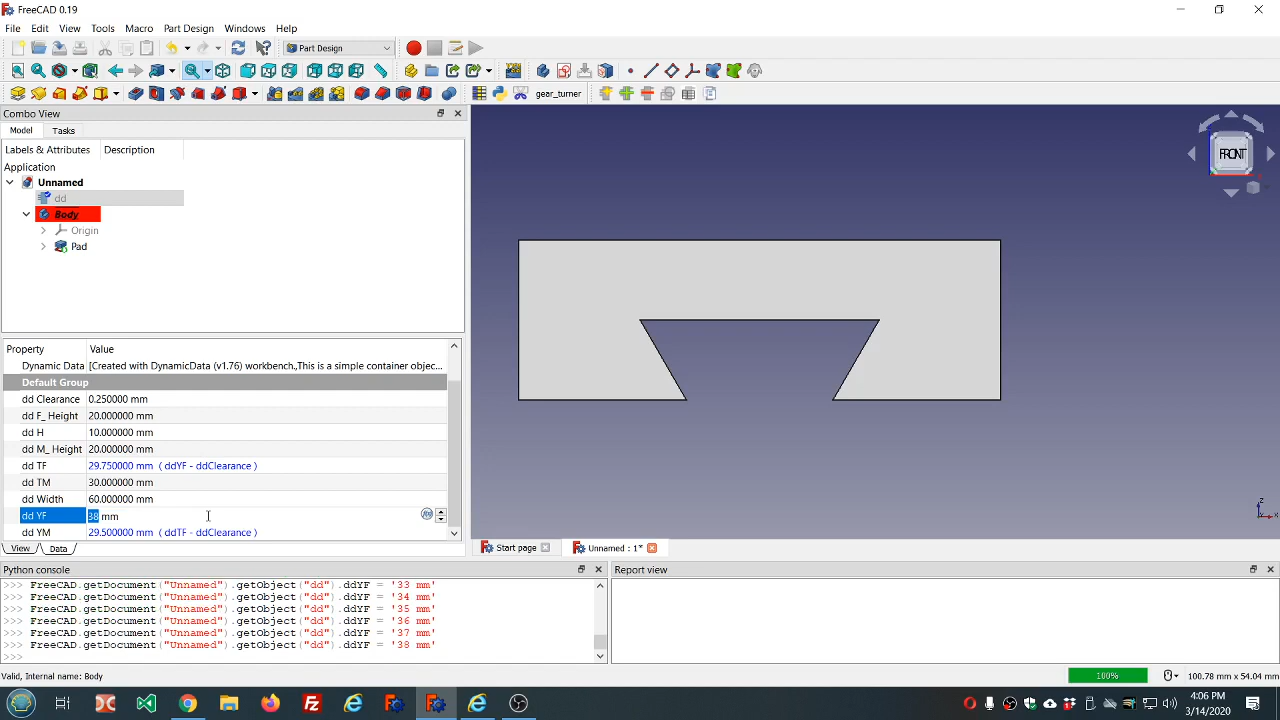 FreeCAD 0.19
File Edit View Tools Macro Part Design Windows Help
Part Design
gear_turner
Combo View
Model Tasks
Labels & Attributes Description
Application
Unnamed
dd
Body
Origin
Pad
FRONT
Property Value
Dynamic Data [Created with DynamicData (v1.76) workbench.,This is a simple container objec...
Default Group
dd Clearance 0.250000 mm
dd F_ Height 20.000000 mm
dd H 10.000000 mm
dd M_ Height 20.000000 mm
dd TF 29.750000 mm ( ddYF - ddClearance )
dd TM 30.000000 mm
dd Width 60.000000 mm
dd YF 38 mm
dd YM 29.500000 mm ( ddTF - ddClearance )
View Data
Start page Unnamed : 1*
Python console
Report view
>>> FreeCAD.getDocument("Unnamed").getObject("dd").ddYF = '33 mm'
>>> FreeCAD.getDocument("Unnamed").getObject("dd").ddYF = '34 mm'
>>> FreeCAD.getDocument("Unnamed").getObject("dd").ddYF = '35 mm'
>>> FreeCAD.getDocument("Unnamed").getObject("dd").ddYF = '36 mm'
>>> FreeCAD.getDocument("Unnamed").getObject("dd").ddYF = '37 mm'
>>> FreeCAD.getDocument("Unnamed").getObject("dd").ddYF = '38 mm'
>>>
Valid, Internal name: Body
100%
100.78 mm x 54.04 mm
4:06 PM
3/14/2020